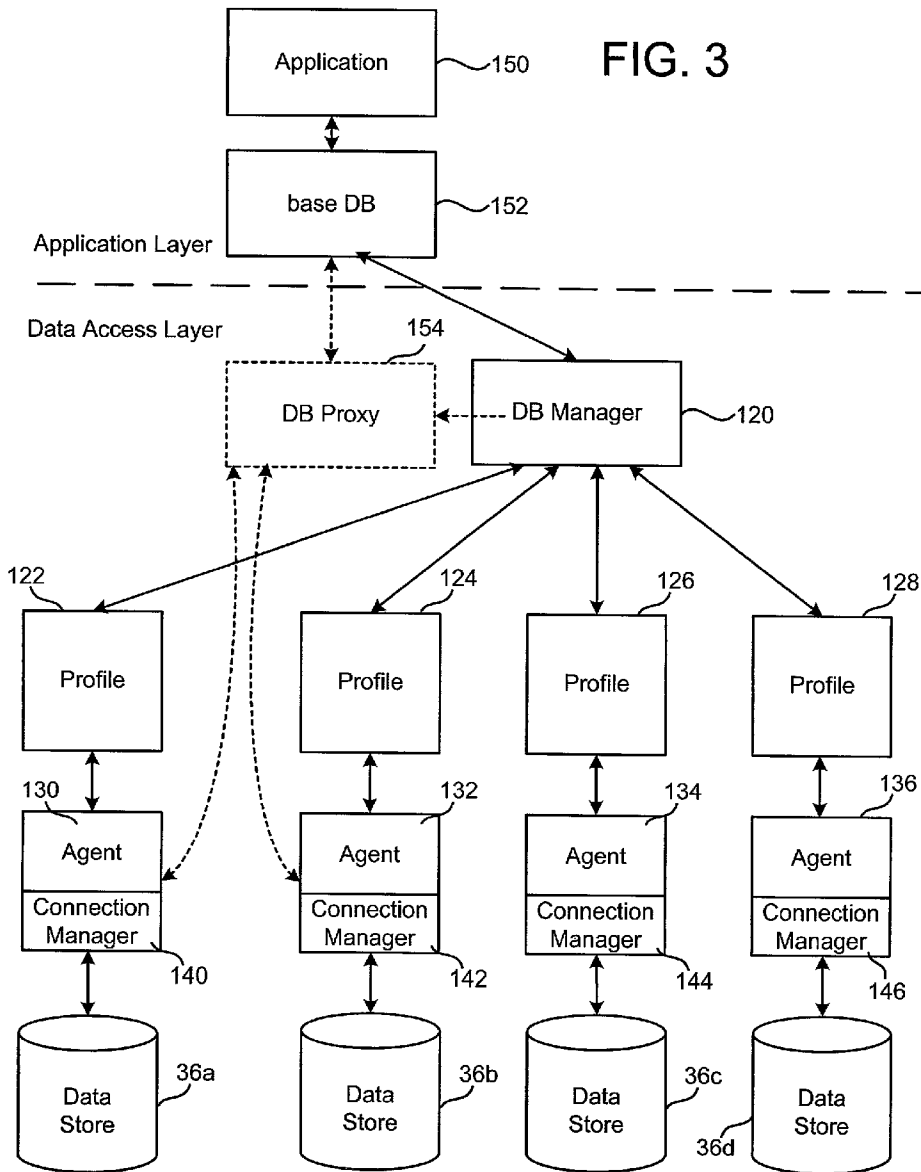 FIG. 3
Application
150
base DB
152
Application Layer
Data Access Layer
154
DB Proxy
DB Manager
120
122
124
126
128
Profile
Profile
Profile
Profile
130
132
134
136
Agent
Agent
Agent
Agent
Connection
Manager
Connection
Manager
Connection
Manager
Connection
Manager
140
142
144
146
36a
36b
36c
36d
Data
Store
Data
Store
Data
Store
Data
Store